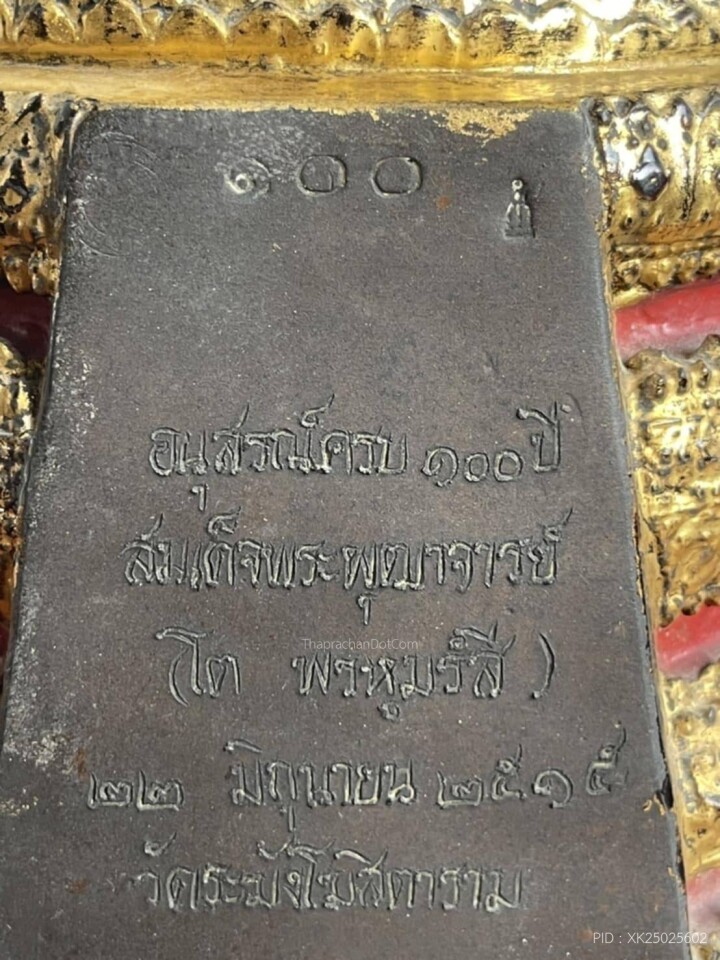 ๑๐๐
อนุสรณ์ครบ ๑๐๐ ปี
สมเด็จพระพุฒาจารย์
(โต พรหฺมรํสี)
๒๒ มิถุนายน ๒๕๑๕
วัดระฆังโฆสิตาราม
ThaprachanDotCom
PID : XK25025602